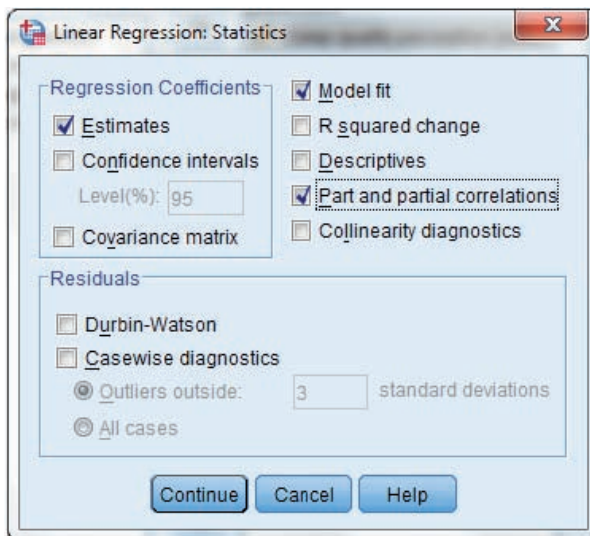 Linear Regression: Statistics
Regression Coefficients
Estimates
Confidence intervals
Level(%): 95
Covariance matrix
Model fit
R squared change
Descriptives
Part and partial correlations
Collinearity diagnostics
Residuals
Durbin-Watson
Casewise diagnostics
Outliers outside: 3 standard deviations
All cases
Continue Cancel Help